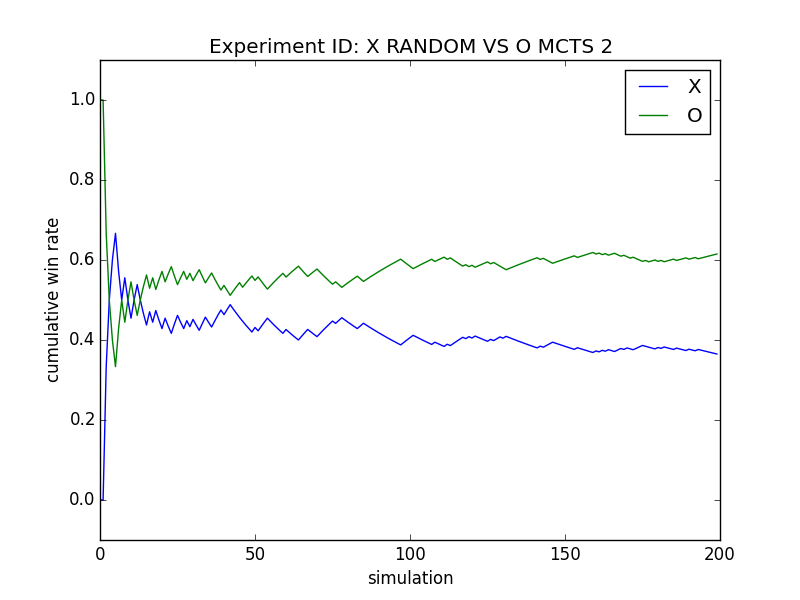 Experiment ID: X RANDOM VS O MCTS 2
X
O
1.0
0.8
0.6
0.4
0.2
0.0
cumulative win rate
0 50 100 150 200
simulation